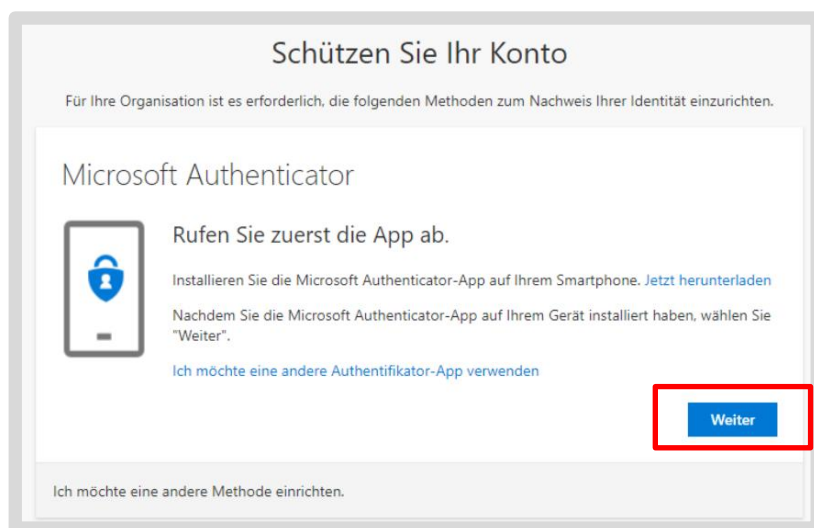 Schützen Sie Ihr Konto
Für Ihre Organisation ist es erforderlich, die folgenden Methoden zum Nachweis Ihrer Identität einzurichten.
Microsoft Authenticator
Rufen Sie zuerst die App ab.
Installieren Sie die Microsoft Authenticator-App auf Ihrem Smartphone. Jetzt herunterladen
Nachdem Sie die Microsoft Authenticator-App auf Ihrem Gerät installiert haben, wählen Sie
"Weiter".
Ich möchte eine andere Authentifikator-App verwenden
Weiter
Ich möchte eine andere Methode einrichten.